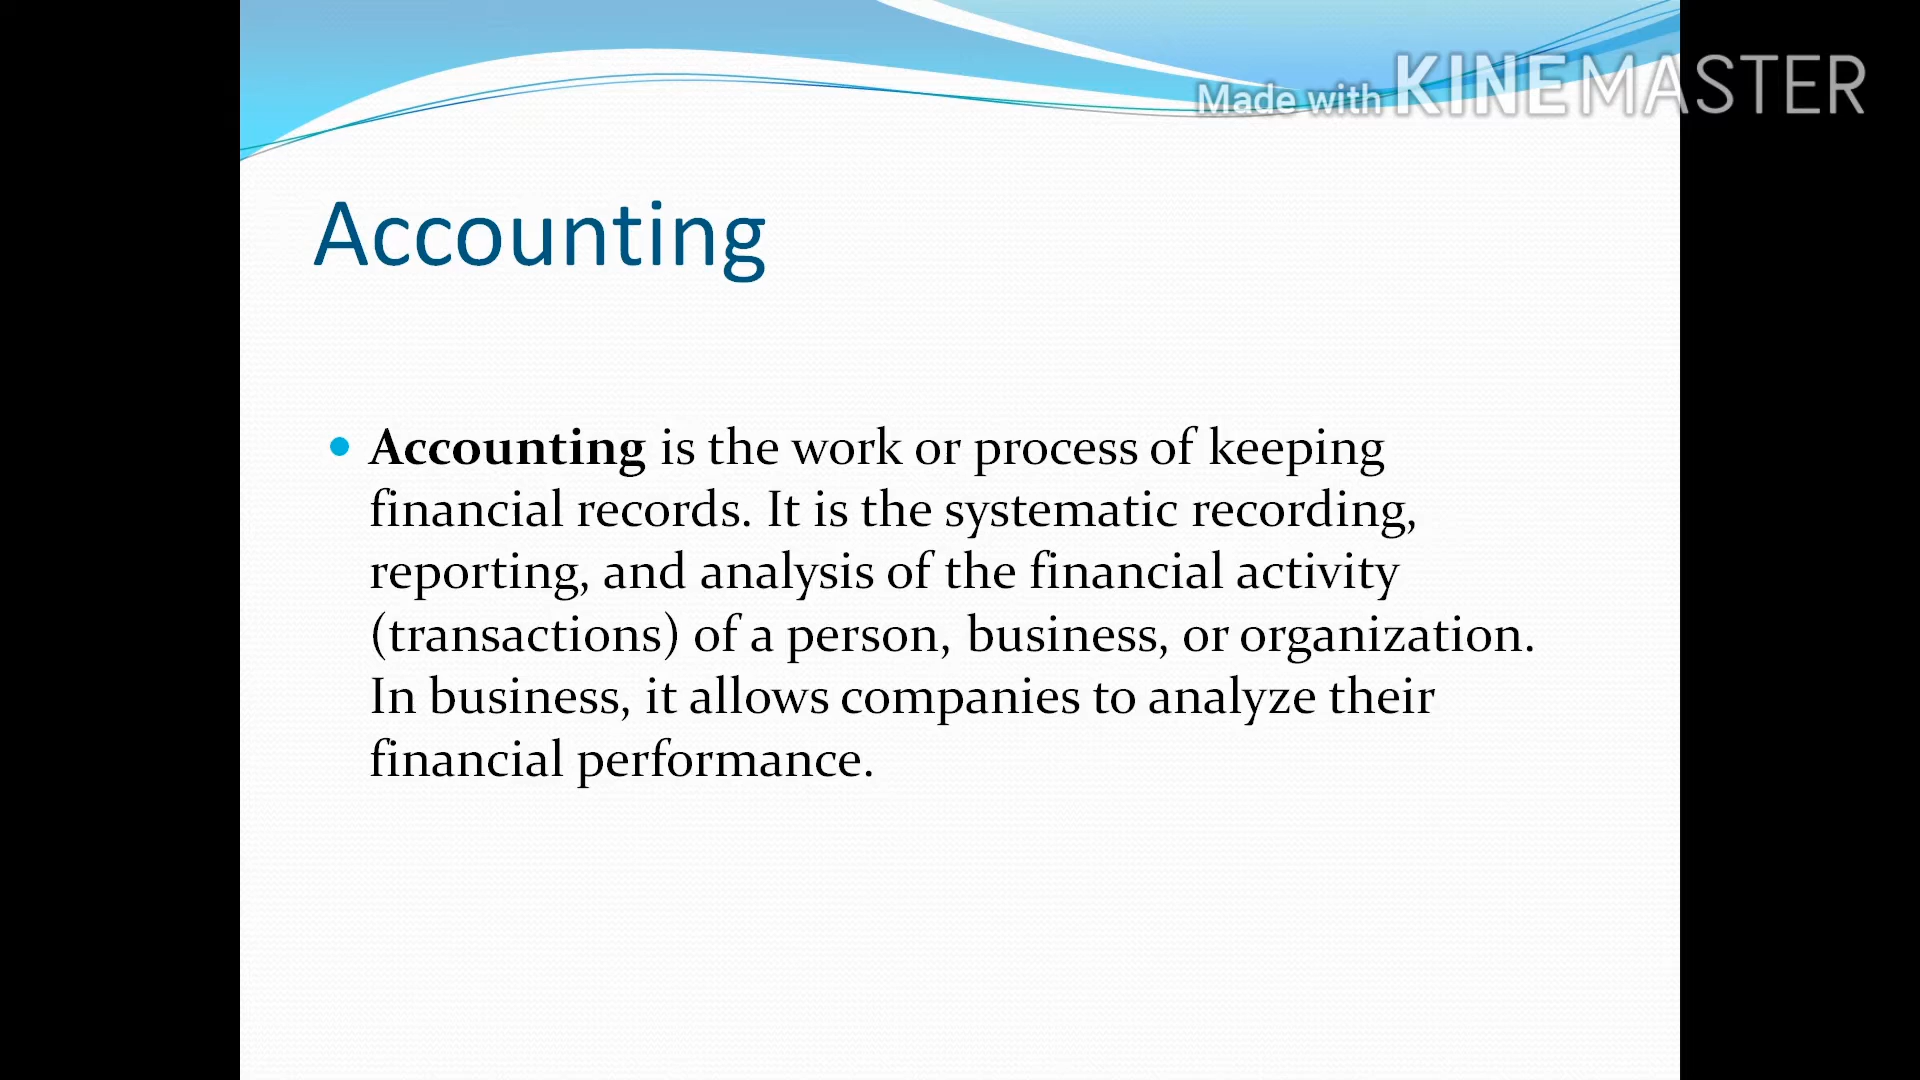 Made with KINEMASTER
Accounting
Accounting is the work or process of keeping
financial records. It is the systematic recording,
reporting, and analysis of the financial activity
(transactions) of a person, business, or organization.
In business, it allows companies to analyze their
financial performance.